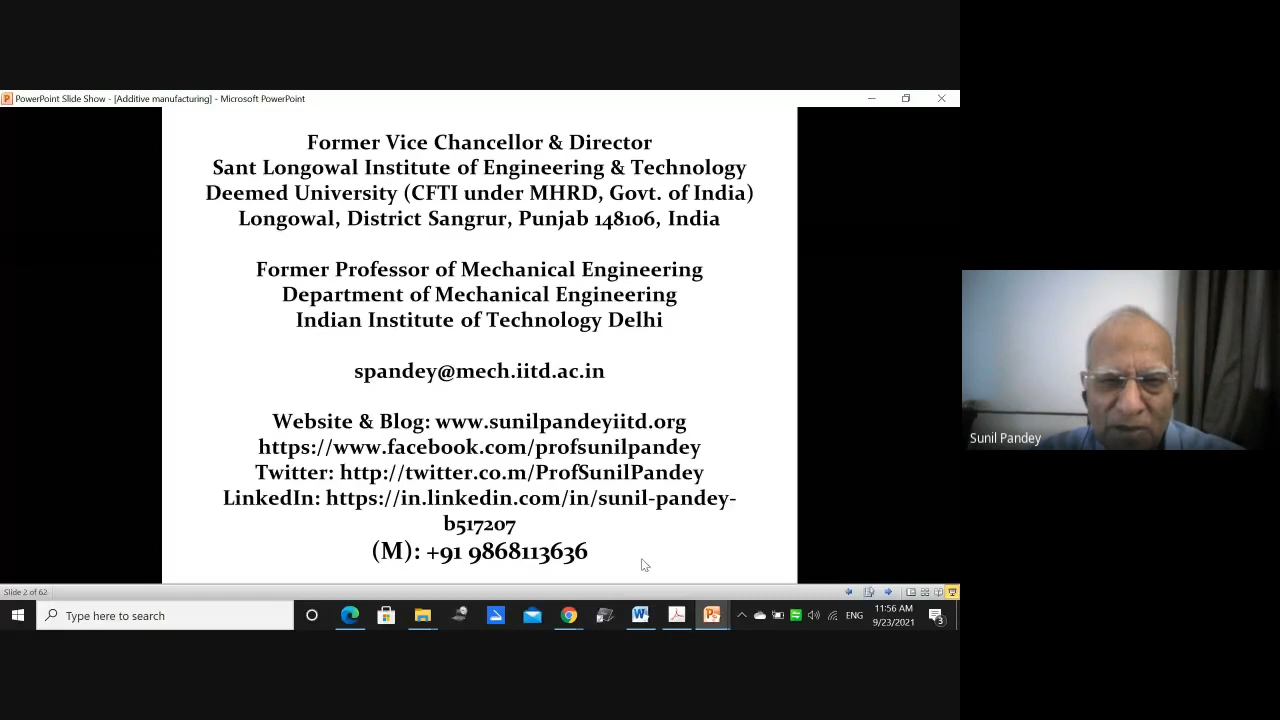 PowerPoint Slide Show - [Additive manufacturing] - Microsoft PowerPoint
Former Vice Chancellor & Director
Sant Longowal Institute of Engineering & Technology
Deemed University (CFTI under MHRD, Govt. of India)
Longowal, District Sangrur, Punjab 148106, India
Former Professor of Mechanical Engineering
Department of Mechanical Engineering
Indian Institute of Technology Delhi
spandey@mech.iitd.ac.in
Website & Blog: www.sunilpandeyiitd.org
https://www.facebook.com/profsunilpandey
Twitter: http://twitter.co.m/ProfSunilPandey
LinkedIn: https://in.linkedin.com/in/sunil-pandey-
b517207
(M): +91 9868113636
Sunil Pandey
Slide 2 of 62
Type here to search
ENG
11:56 AM
9/23/2021
3